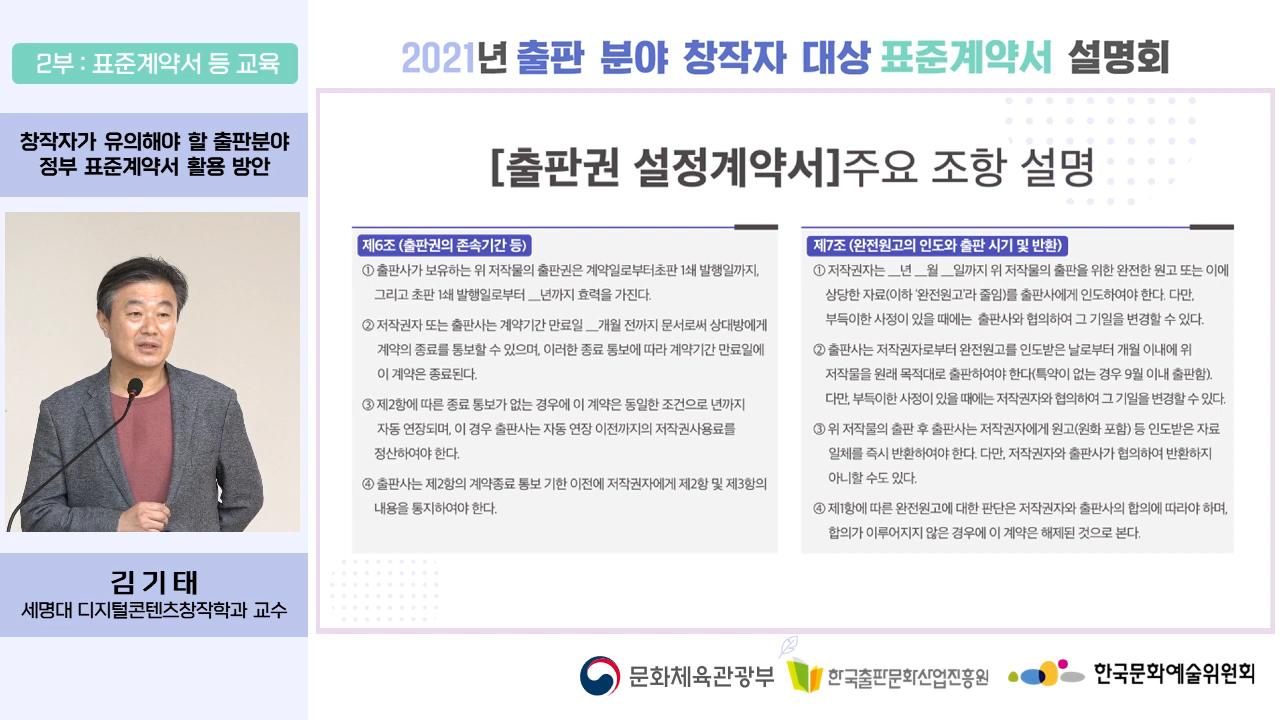 2부 : 표준계약서 등 교육
창작자가 유의해야 할 출판분야
정부 표준계약서 활용 방안
김기태
세명대 디지털콘텐츠창작학과 교수
2021년 출판 분야 창작자 대상 표준계약서 설명회
[출판권 설정계약서]주요 조항 설명
제6조 (출판권의 존속기간 등)
① 출판사가 보유하는 위 저작물의 출판권은 계약일로부터초판 1쇄 발행일까지,
그리고 초판 1쇄 발행일로부터 __년까지 효력을 가진다.
② 저작권자 또는 출판사는 계약기간 만료일 __개월 전까지 문서로써 상대방에게
계약의 종료를 통보할 수 있으며, 이러한 종료 통보에 따라 계약기간 만료일에
이 계약은 종료된다.
③ 제2항에 따른 종료 통보가 없는 경우에 이 계약은 동일한 조건으로 년까지
자동 연장되며, 이 경우 출판사는 자동 연장 이전까지의 저작권사용료를
정산하여야 한다.
④ 출판사는 제2항의 계약종료 통보 기한 이전에 저작권자에게 제2항 및 제3항의
내용을 통지하여야 한다.
제7조 (완전원고의 인도와 출판 시기 및 반환)
① 저작권자는 __년 __월 __일까지 위 저작물의 출판을 위한 완전한 원고 또는 이에
상당한 자료(이하 '완전원고'라 줄임)를 출판사에게 인도하여야 한다. 다만,
부득이한 사정이 있을 때에는 출판사와 협의하여 그 기일을 변경할 수 있다.
② 출판사는 저작권자로부터 완전원고를 인도받은 날로부터 개월 이내에 위
저작물을 원래 목적대로 출판하여야 한다(특약이 없는 경우 9월 이내 출판함).
다만, 부득이한 사정이 있을 때에는 저작권자와 협의하여 그 기일을 변경할 수 있다.
③ 위 저작물의 출판 후 출판사는 저작권자에게 원고(원화 포함) 등 인도받은 자료
일체를 즉시 반환하여야 한다. 다만, 저작권자와 출판사가 협의하여 반환하지
아니할 수도 있다.
④ 제1항에 따른 완전원고에 대한 판단은 저작권자와 출판사의 합의에 따라야 하며,
합의가 이루어지지 않은 경우에 이 계약은 해제된 것으로 본다.
문화체육관광부
한국출판문화산업진흥원
한국문화예술위원회